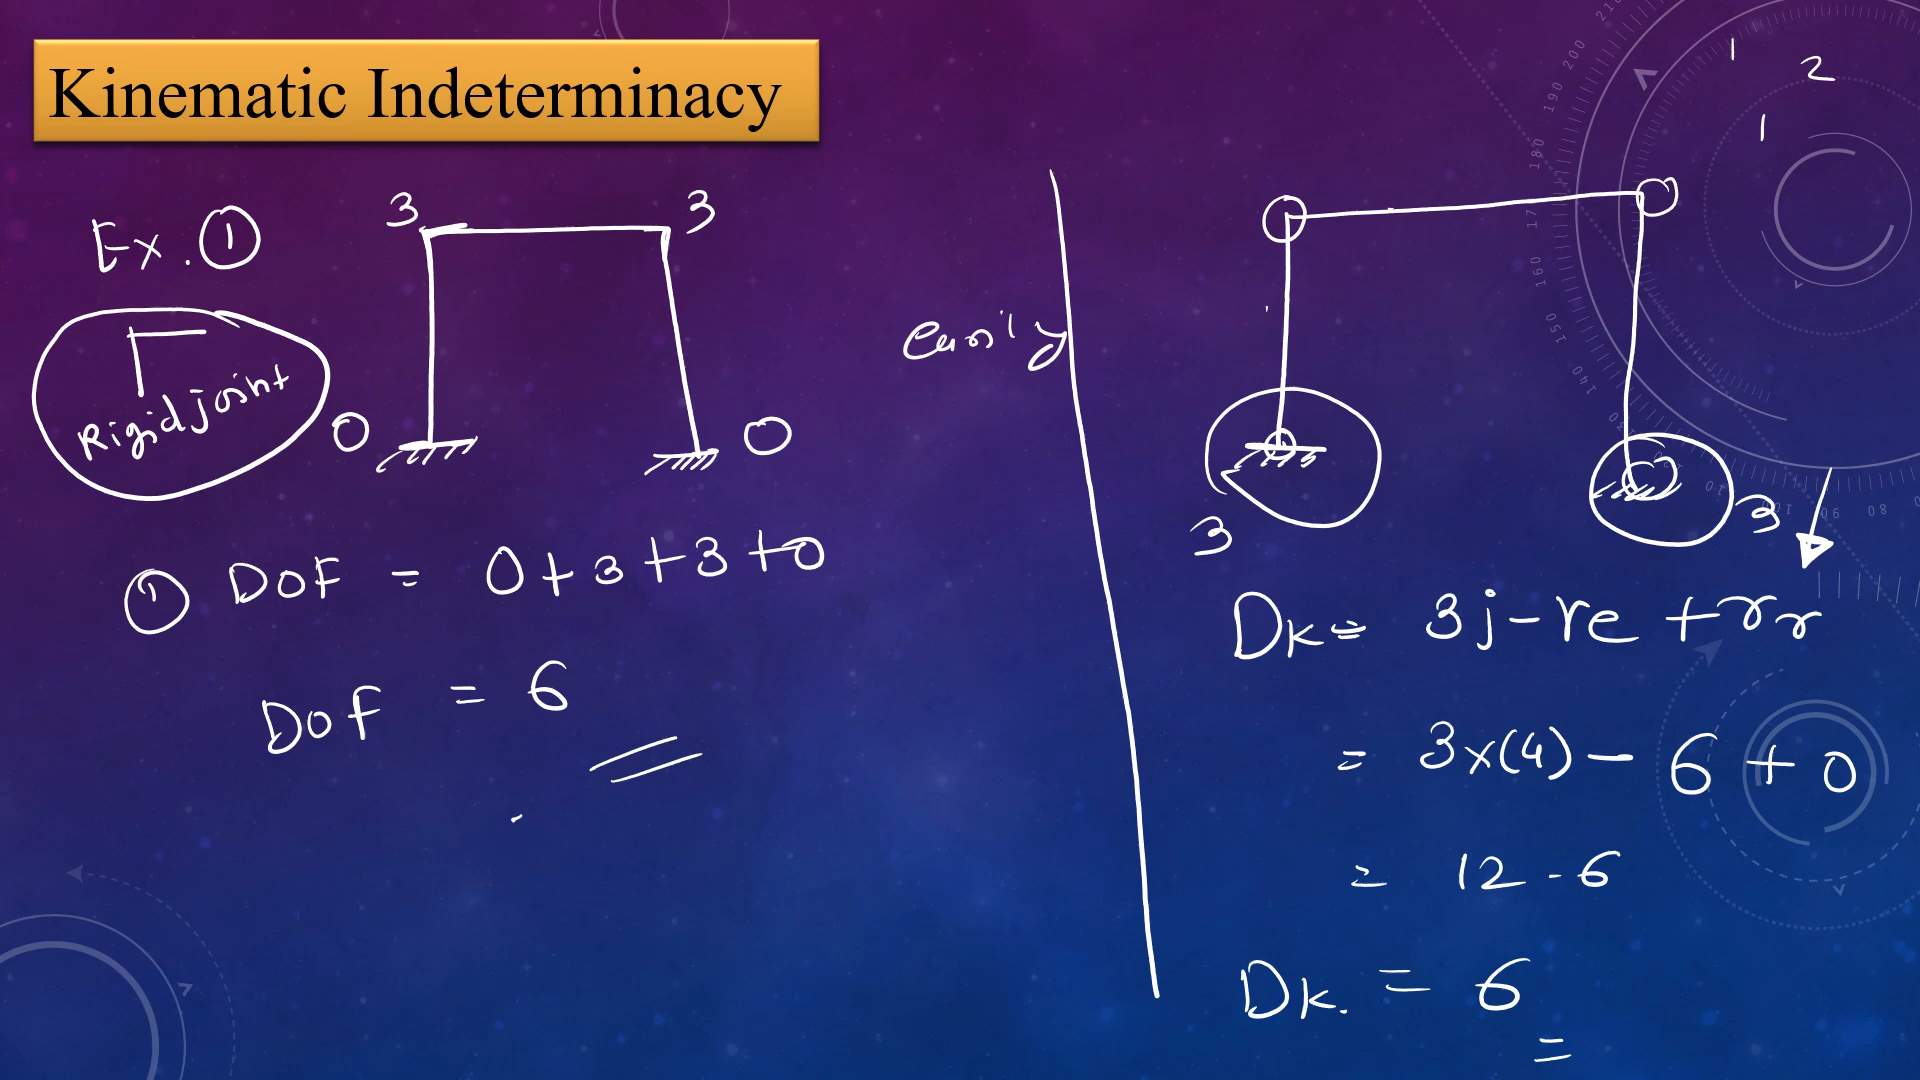 Kinematic Indeterminacy
1 2
1
Ex. 1
3 3
Rigid joint
0 0
easily
3 3
1 DOF = 0+3+3+0
DOF = 6
Dk = 3j - re + rr
= 3x(4) - 6 + 0
= 12 - 6
Dk. = 6